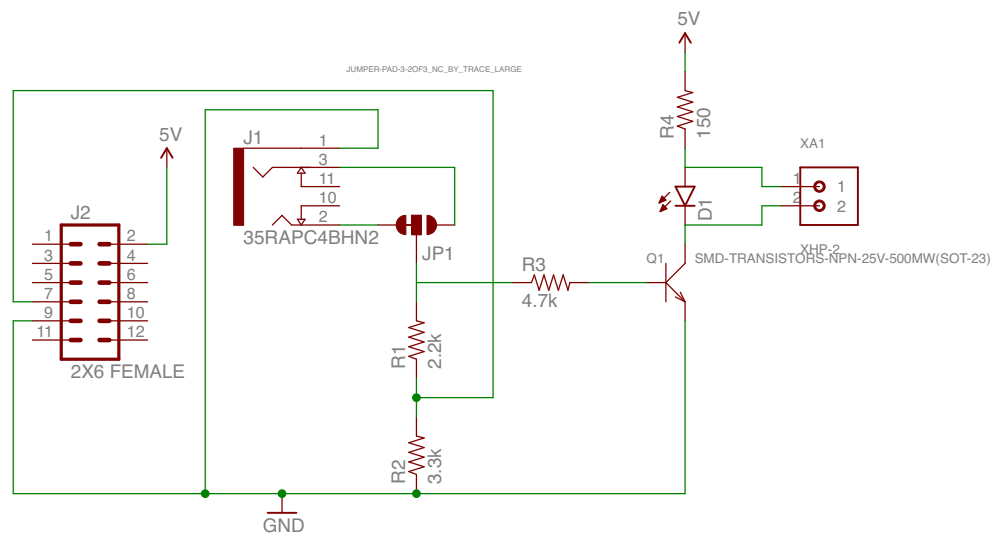 5V
JUMPER-PAD-3-2OF3_NC_BY_TRACE_LARGE
R4
150
XA1
5V
J1
1
3
11
10
2
35RAPC4BHN2
JP1
1
2
1
2
D1
XHP-2
J2
1
3
5
7
9
11
2
4
6
8
10
12
2X6 FEMALE
Q1
SMD-TRANSISTORS-NPN-25V-500MW(SOT-23)
R3
4.7k
R1
2.2k
R2
3.3k
GND